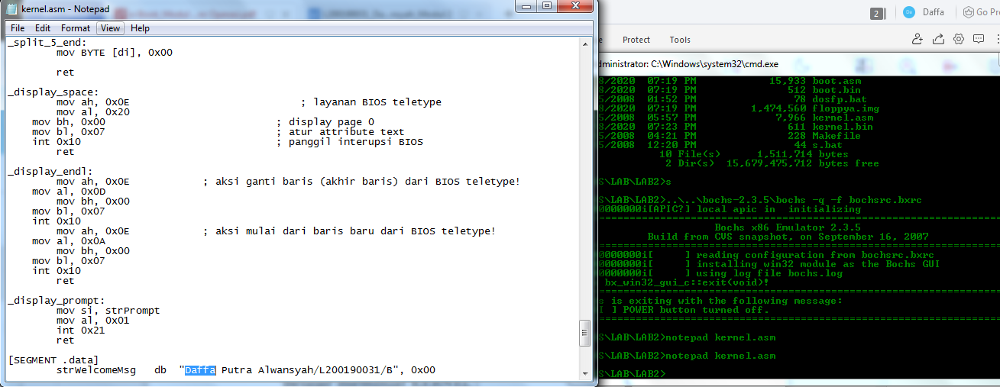 kernel.asm - Notepad
File Edit Format View Help
_split_5_end:
mov BYTE [di], 0x00
ret
_display_space:
mov ah, 0x0E ; layanan BIOS teletype
mov al, 0x20
mov bh, 0x00 ; display page 0
mov bl, 0x07 ; atur attribute text
int 0x10 ; panggil interupsi BIOS
ret
_display_endl:
mov ah, 0x0E ; aksi ganti baris (akhir baris) dari BIOS teletype!
mov al, 0x0D
mov bh, 0x00
mov bl, 0x07
int 0x10
mov ah, 0x0E ; aksi mulai dari baris baru dari BIOS teletype!
mov al, 0x0A
mov bh, 0x00
mov bl, 0x07
int 0x10
ret
_display_prompt:
mov si, strPrompt
mov al, 0x01
int 0x21
ret
[SEGMENT .data]
strWelcomeMsg db "Daffa Putra Alwansyah/L200190031/B", 0x00
2 Da Daffa Go Pr
Protect Tools
dministrator: C:\Windows\system32\cmd.exe
8/2020 07:19 PM 15,933 boot.asm
8/2020 07:19 PM 512 boot.bin
5/2008 01:52 PM 78 dosfp.bat
8/2020 07:19 PM 1,474,560 floppya.img
5/2008 05:57 PM 7,966 kernel.asm
8/2020 07:23 PM 611 kernel.bin
5/2008 04:21 PM 228 Makefile
5/2008 12:20 PM 44 s.bat
10 File(s) 1,511,714 bytes
2 Dir(s) 15,679,475,712 bytes free
S\LAB\LAB2>s
S\LAB\LAB2>..\..\bochs-2.3.5\bochs -q -f bochsrc.bxrc
0000000i[APIC?] local apic in initializing
========================================
Bochs x86 Emulator 2.3.5
Build from CVS snapshot, on September 16, 2007
========================================
0000000i[ ] reading configuration from bochsrc.bxrc
0000000i[ ] installing win32 module as the Bochs GUI
0000000i[ ] using log file bochs.log
bx_win32_gui_c::exit(void)!
========================================
s is exiting with the following message:
I ] POWER button turned off.
========================================
S\LAB\LAB2>notepad kernel.asm
S\LAB\LAB2>notepad kernel.asm
S\LAB\LAB2>